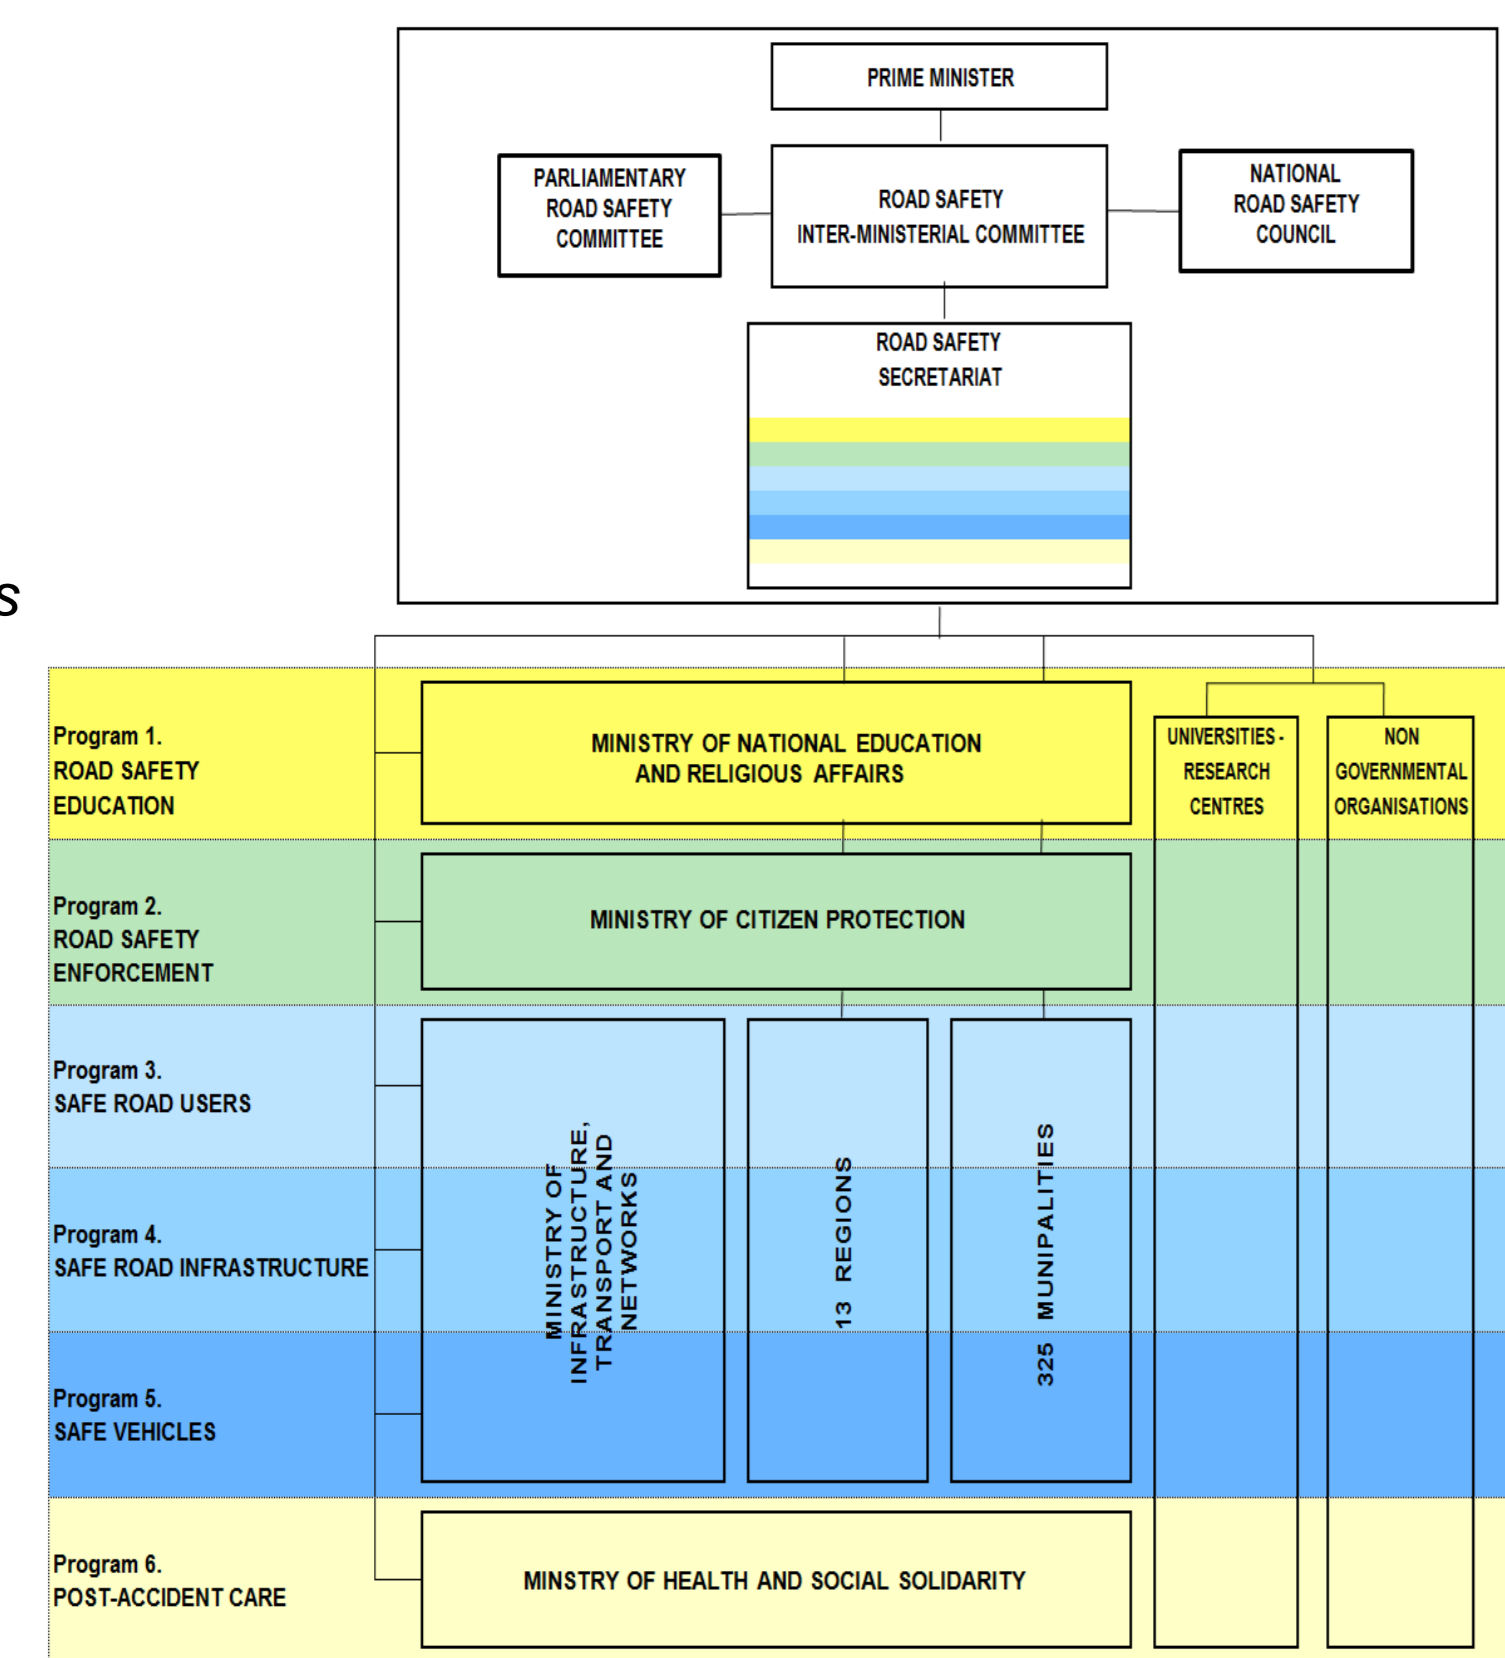 PRIME MINISTER
PARLIAMENTARY
ROAD SAFETY
COMMITTEE
ROAD SAFETY
INTER-MINISTERIAL COMMITTEE
NATIONAL
ROAD SAFETY
COUNCIL
ROAD SAFETY
SECRETARIAT
s
Program 1.
ROAD SAFETY
EDUCATION
MINISTRY OF NATIONAL EDUCATION
AND RELIGIOUS AFFAIRS
UNIVERSITIES -
RESEARCH
CENTRES
NON
GOVERNMENTAL
ORGANISATIONS
Program 2.
ROAD SAFETY
ENFORCEMENT
MINISTRY OF CITIZEN PROTECTION
Program 3.
SAFE ROAD USERS
Program 4.
SAFE ROAD INFRASTRUCTURE
Program 5.
SAFE VEHICLES
MINISTRY OF
INFRASTRUCTURE,
TRANSPORT AND
NETWORKS
13 REGIONS
325 MUNIPALITIES
Program 6.
POST-ACCIDENT CARE
MINSTRY OF HEALTH AND SOCIAL SOLIDARITY